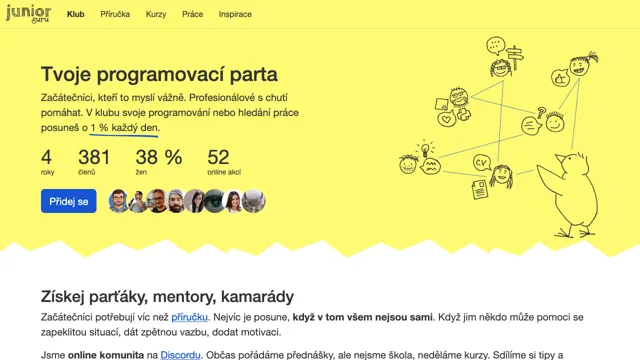 junior
.guru
Klub
Příručka
Kurzy
Práce
Inspirace
Tvoje programovací parta
Začátečníci, kteří to myslí vážně. Profesionálové s chutí
pomáhat. V klubu svoje programování nebo hledání práce
posuneš o 1 % každý den.
4
roky
381
členů
38 %
žen
52
online akcí
Přidej se
CV
Získej parťáky, mentory, kamarády
Začátečníci potřebují víc než příručku. Nejvíc je posune, když v tom všem nejsou sami. Když jim někdo může pomoci se
zapeklitou situací, dát zpětnou vazbu, dodat motivaci.
Jsme online komunita na Discordu. Občas pořádáme přednášky, ale nejsme škola, neděláme kurzy. Sdílíme si tipy a